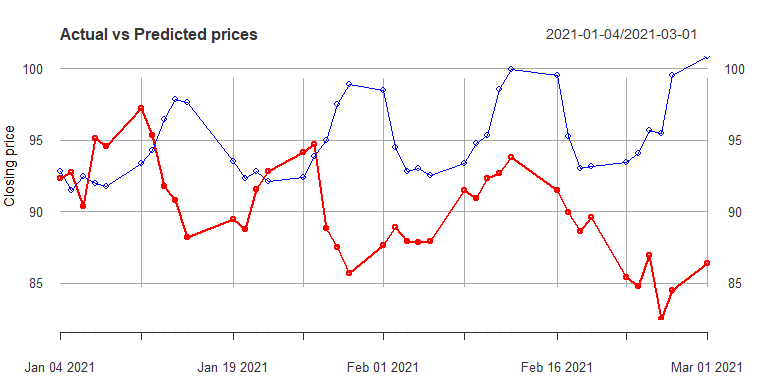 Actual vs Predicted prices 2021-01-04/2021-03-01
100 100
95 95
Closing price
90 90
85 85
Jan 04 2021 Jan 19 2021 Feb 01 2021 Feb 16 2021 Mar 01 2021